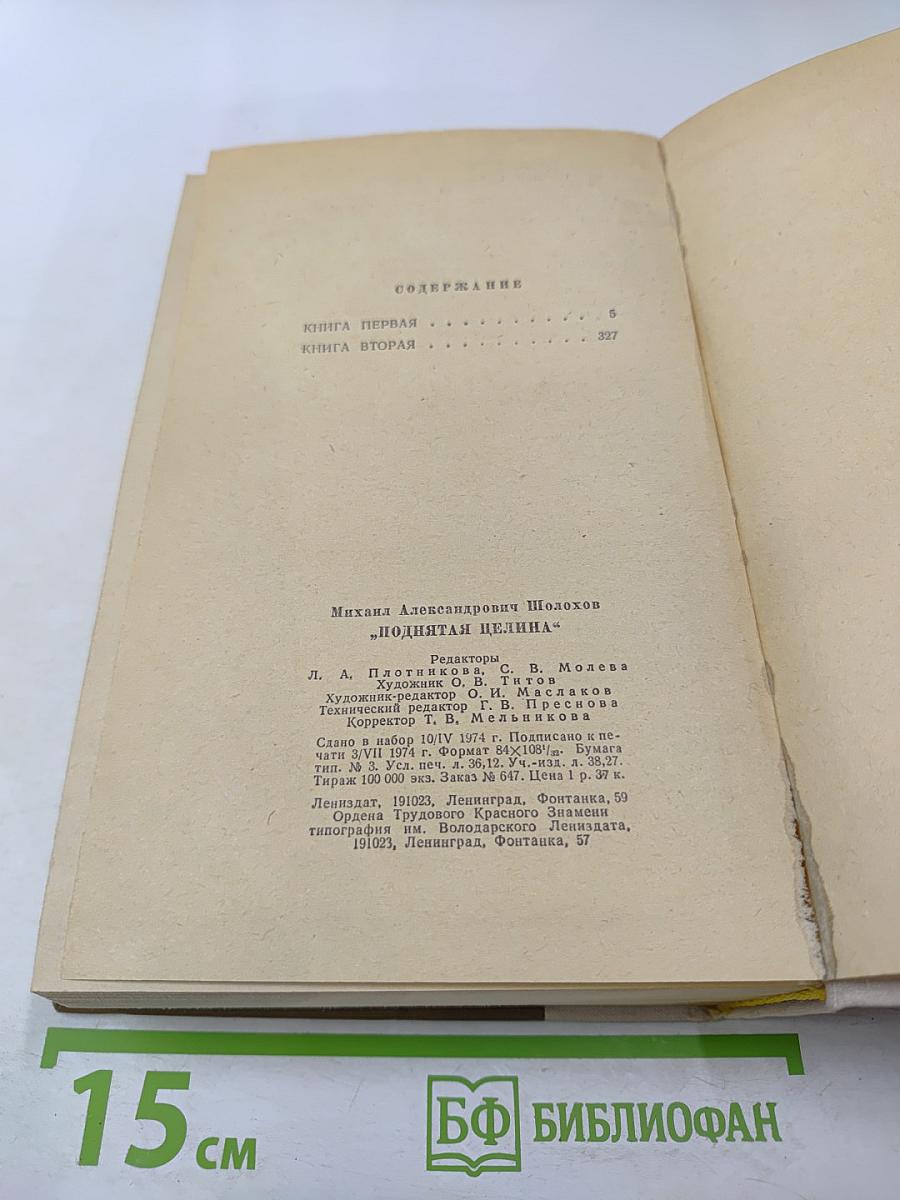 СОДЕРЖАНИЕ
КНИГА ПЕРВАЯ . . . . . . . . . . 5
КНИГА ВТОРАЯ . . . . . . . . . . 327
Михаил Александрович Шолохов
„ПОДНЯТАЯ ЦЕЛИНА“
Редакторы
Л. А. Плотникова, С. В. Молева
Художник О. В. Титов
Художник-редактор О. И. Маслаков
Технический редактор Г. В. Преснова
Корректор Т. В. Мельникова
Сдано в набор 10/IV 1974 г. Подписано к пе-
чати 3/VII 1974 г. Формат 84×108¹/₃₂. Бумага
тип. № 3. Усл. печ. л. 36,12. Уч.-изд. л. 38,27.
Тираж 100 000 экз. Заказ № 647. Цена 1 р. 37 к.
Лениздат, 191023, Ленинград, Фонтанка, 59
Ордена Трудового Красного Знамени
типография им. Володарского Лениздата,
191023, Ленинград, Фонтанка, 57
15 см
БФ БИБЛИОФАН